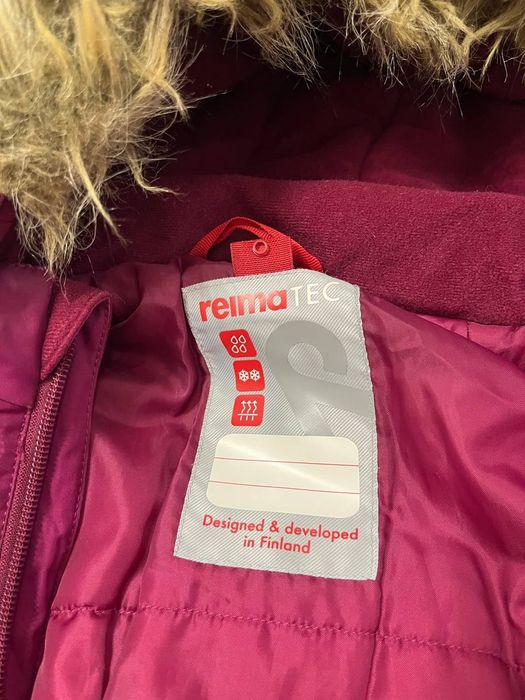 reimaTEC
Designed & developed
in Finland